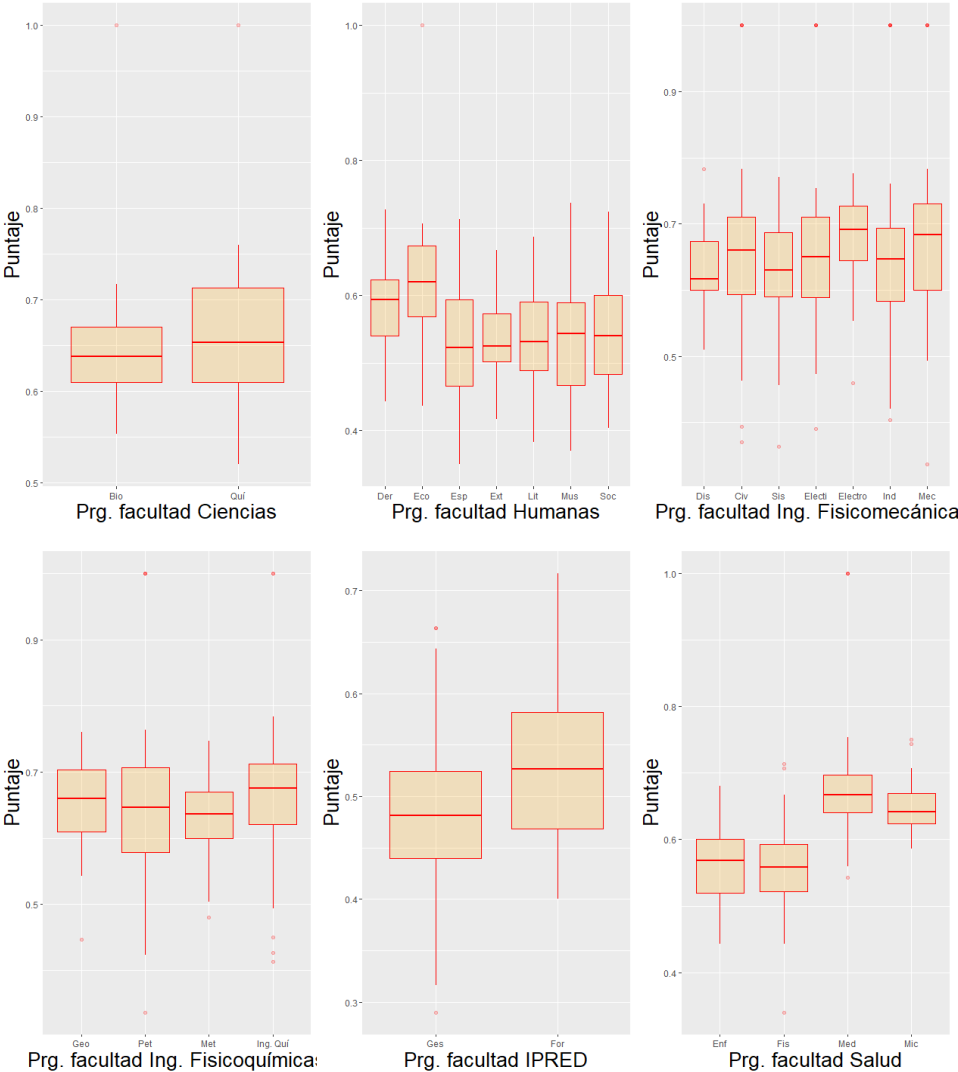 1.0
0.9
0.8
0.7
0.6
0.5
Puntaje
Bio Quí
Prg. facultad Ciencias
1.0
0.8
0.6
0.4
Puntaje
Der Eco Esp Ext Lit Mus Soc
Prg. facultad Humanas
0.9
0.7
0.5
Puntaje
Dis Civ Sis Electi Electro Ind Mec
Prg. facultad Ing. Fisicomecánica
0.9
0.7
0.5
Puntaje
Geo Pet Met Ing. Quí
Prg. facultad Ing. Fisicoquímicas
0.7
0.6
0.5
0.4
0.3
Puntaje
Ges For
Prg. facultad IPRED
1.0
0.8
0.6
0.4
Puntaje
Enf Fis Med Mic
Prg. facultad Salud